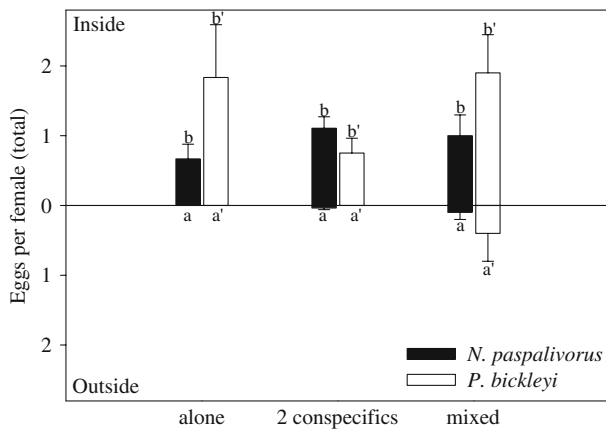 Inside
b'
b'
2
b
b
b'
1
b
0
a
a'
a
a'
a
1
a'
2
N. paspalivorus
P. bickleyi
Outside
alone
2 conspecifics
mixed
Eggs per female (total)